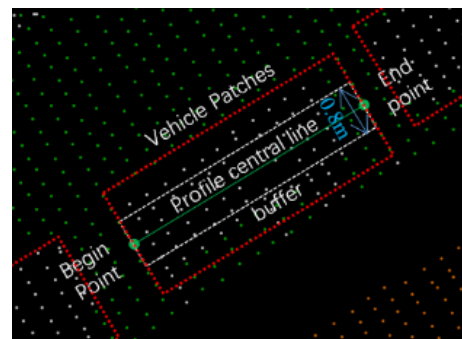 Vehicle Patches
End
point
0.8m
Profile central line
buffer
Begin
Point